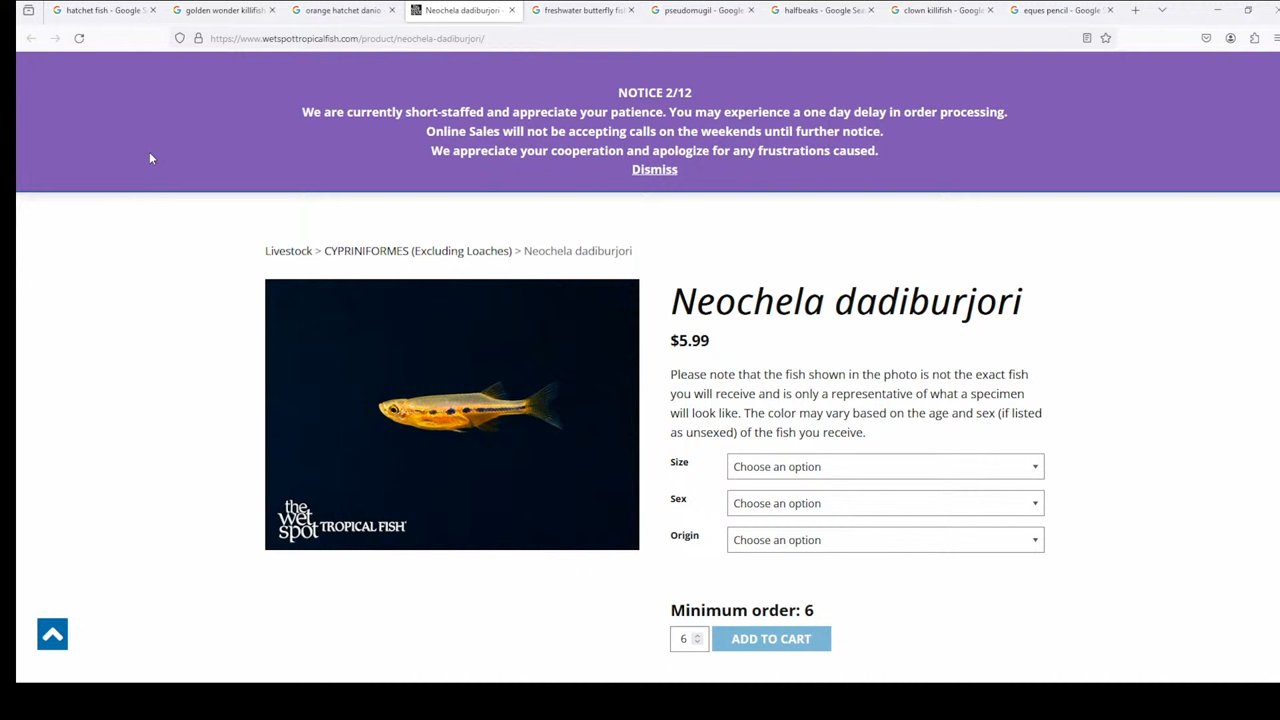 hatchet fish - Google S
golden wonder killifish
orange hatchet danio
Neochela dadiburjori
freshwater butterfly fis
pseudomugil - Google
halfbeaks - Google Sea
clown killifish - Google
eques pencil - Google S
https://www.wetspottropicalfish.com/product/neochela-dadiburjori/
NOTICE 2/12
We are currently short-staffed and appreciate your patience. You may experience a one day delay in order processing.
Online Sales will not be accepting calls on the weekends until further notice.
We appreciate your cooperation and apologize for any frustrations caused.
Dismiss
Livestock > CYPRINIFORMES (Excluding Loaches) > Neochela dadiburjori
the
wet
spot TROPICAL FISH
Neochela dadiburjori
$5.99
Please note that the fish shown in the photo is not the exact fish
you will receive and is only a representative of what a specimen
will look like. The color may vary based on the age and sex (if listed
as unsexed) of the fish you receive.
Size Choose an option
Sex Choose an option
Origin Choose an option
Minimum order: 6
6 ADD TO CART